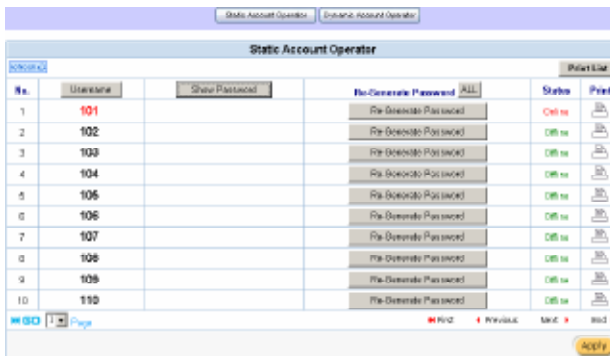 Static Account Operator Dynamic Account Operator
Static Account Operator
Print List
No. Username Show Password Re-Generate Password ALL Status Print
1 101 Re-Generate Password Online
2 102 Re-Generate Password Offline
3 103 Re-Generate Password Offline
4 104 Re-Generate Password Offline
5 105 Re-Generate Password Offline
6 106 Re-Generate Password Offline
7 107 Re-Generate Password Offline
8 108 Re-Generate Password Offline
9 109 Re-Generate Password Offline
10 110 Re-Generate Password Offline
GO 1 Page First Previous Next End
Apply